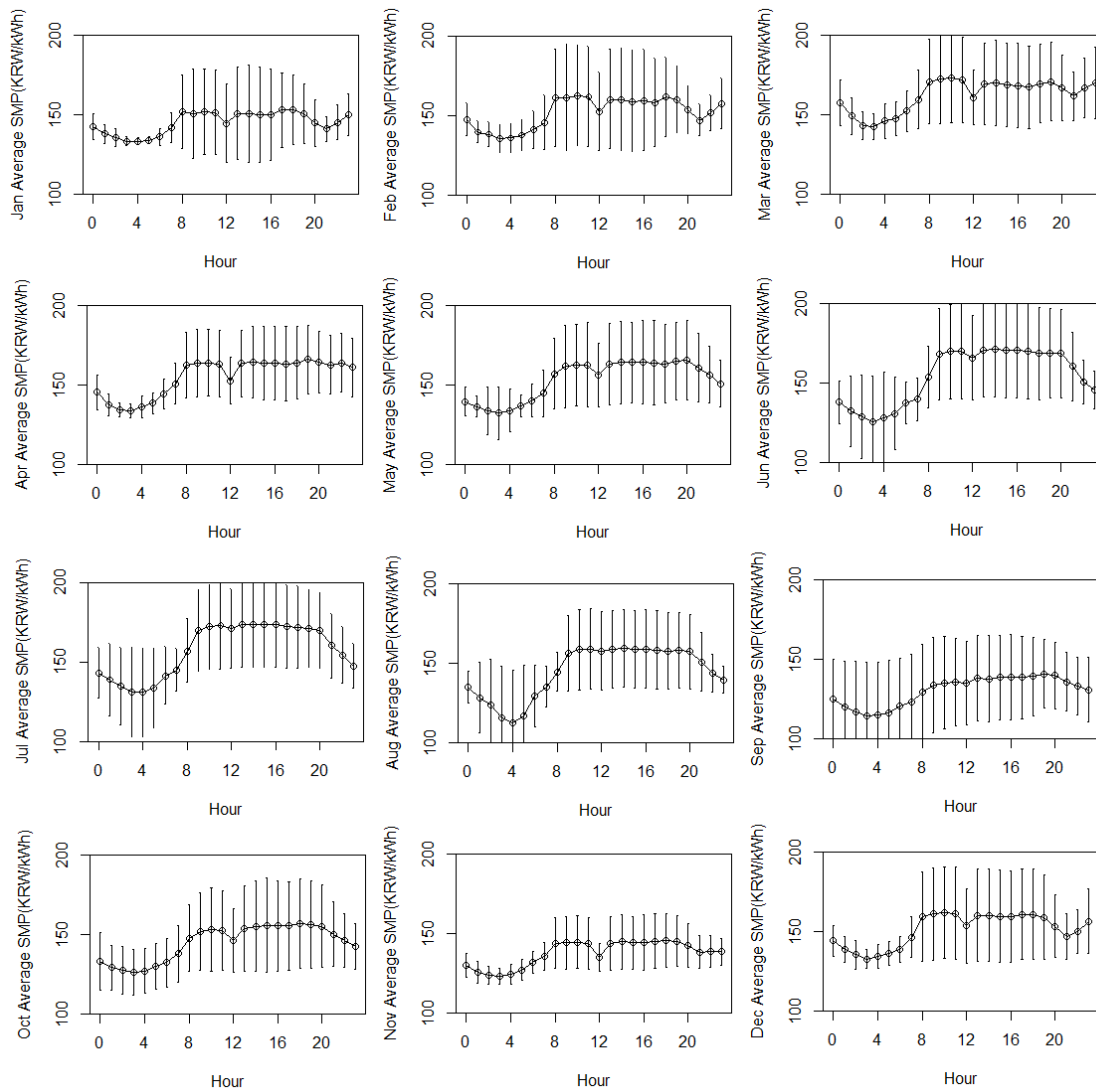 Jan Average SMP(KRW/kWh)
200
150
100
0 4 8 12 16 20
Hour
Feb Average SMP(KRW/kWh)
200
150
100
0 4 8 12 16 20
Hour
Mar Average SMP(KRW/kWh)
200
150
100
0 4 8 12 16 20
Hour
Apr Average SMP(KRW/kWh)
200
150
100
0 4 8 12 16 20
Hour
May Average SMP(KRW/kWh)
200
150
100
0 4 8 12 16 20
Hour
Jun Average SMP(KRW/kWh)
200
150
100
0 4 8 12 16 20
Hour
Jul Average SMP(KRW/kWh)
200
150
100
0 4 8 12 16 20
Hour
Aug Average SMP(KRW/kWh)
200
150
100
0 4 8 12 16 20
Hour
Sep Average SMP(KRW/kWh)
200
150
100
0 4 8 12 16 20
Hour
Oct Average SMP(KRW/kWh)
200
150
100
0 4 8 12 16 20
Hour
Nov Average SMP(KRW/kWh)
200
150
100
0 4 8 12 16 20
Hour
Dec Average SMP(KRW/kWh)
200
150
100
0 4 8 12 16 20
Hour